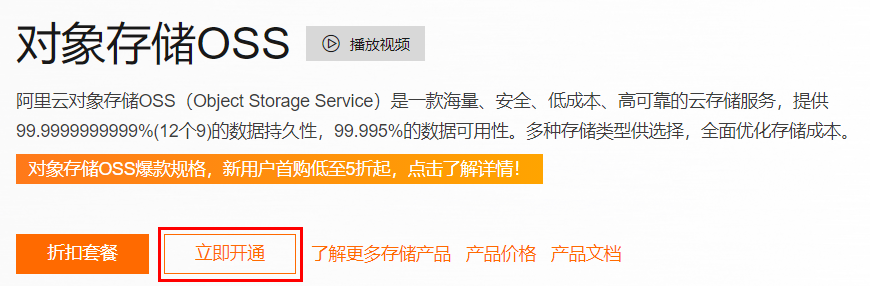 对象存储OSS 播放视频
阿里云对象存储OSS（Object Storage Service）是一款海量、安全、低成本、高可靠的云存储服务，提供
99.9999999999%(12个9)的数据持久性，99.995%的数据可用性。多种存储类型供选择，全面优化存储成本。
对象存储OSS爆款规格，新用户首购低至5折起，点击了解详情！
折扣套餐 立即开通 了解更多存储产品 产品价格 产品文档